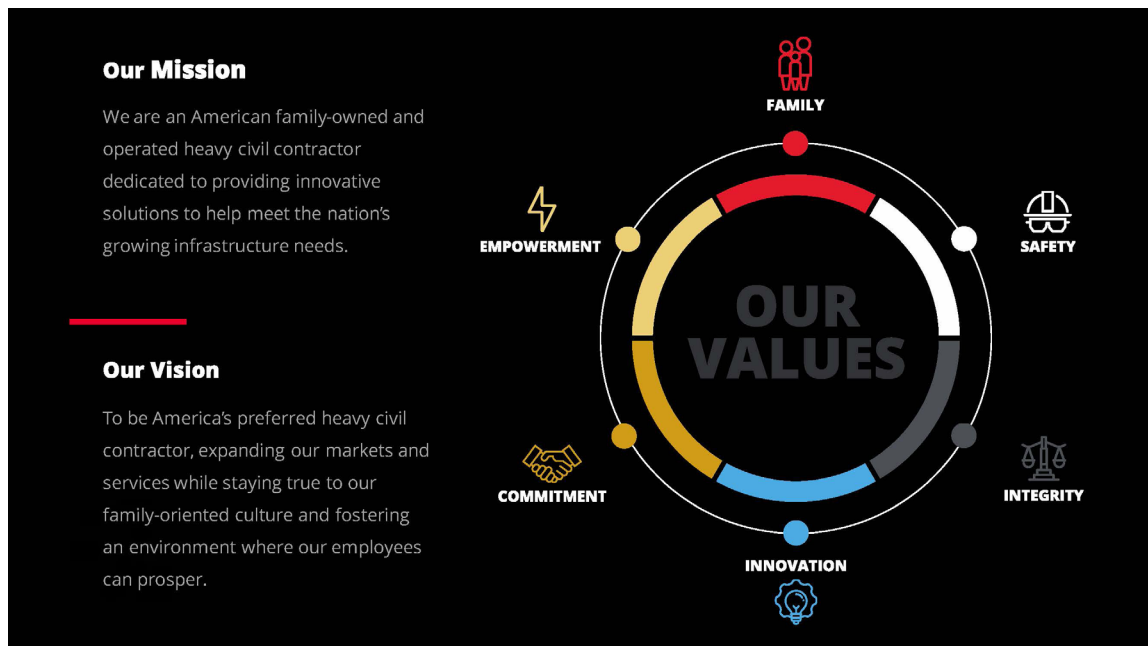 Our Mission
We are an American family-owned and
operated heavy civil contractor
dedicated to providing innovative
solutions to help meet the nation’s
growing infrastructure needs.
Our Vision
To be America’s preferred heavy civil
contractor, expanding our markets and
services while staying true to our
family-oriented culture and fostering
an environment where our employees
can prosper.
FAMILY
SAFETY
INTEGRITY
INNOVATION
COMMITMENT
EMPOWERMENT
OUR
VALUES